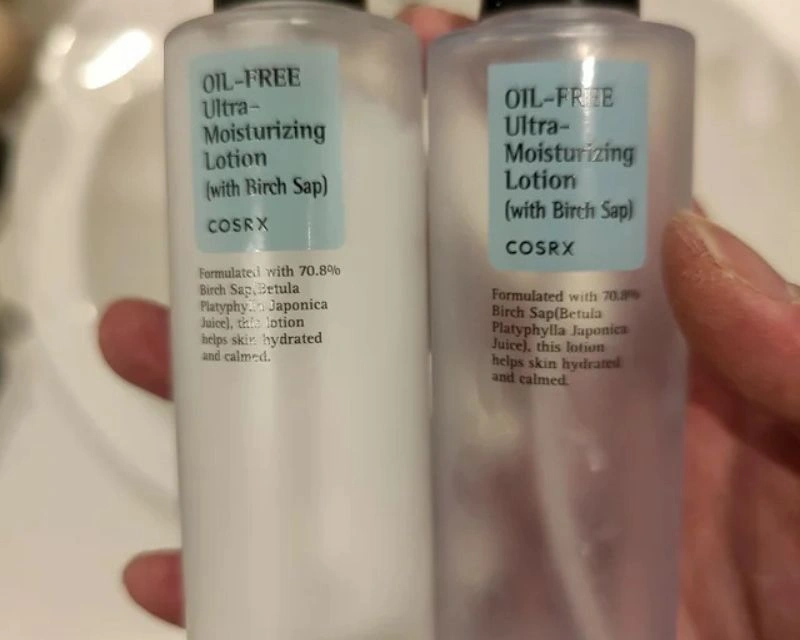 OIL-FREE
Ultra-
Moisturizing
Lotion
(with Birch Sap)
COSRX
Formulated with 70.8%
Birch Sap(Betula
Platyphylla Japonica
Juice), this lotion
helps skin hydrated
and calmed.
OIL-FREE
Ultra-
Moisturizing
Lotion
(with Birch Sap)
COSRX
Formulated with 70.8%
Birch Sap(Betula
Platyphylla Japonica
Juice), this lotion
helps skin hydrated
and calmed.